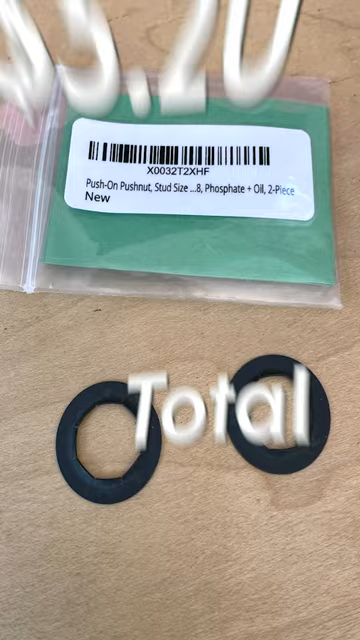 X0032T2XHF
Push-On Pushnut, Stud Size ...8, Phosphate + Oil, 2-Piece
New
Total